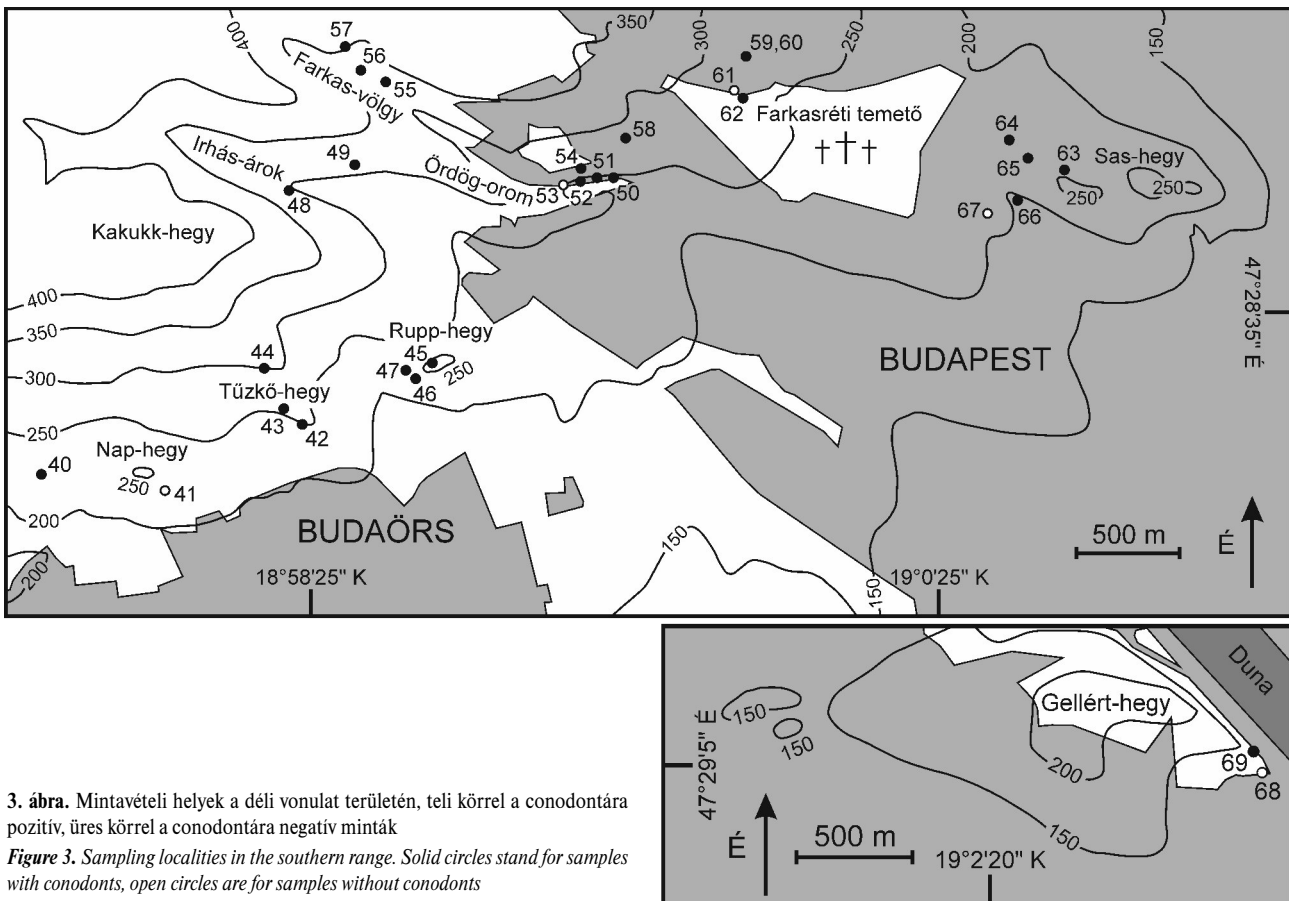 400
57
56
55
Farkas-völgy
350
300
59,60
250
200
150
61
62
Farkasréti temető
58
64
65
63
Sas-hegy
250
250
Irhás-árok
49
Ördög-orom
54
51
53
52
50
48
67
66
Kakukk-hegy
47°28'35" É
400
350
300
44
Rupp-hegy
45
47
46
250
BUDAPEST
Tűzkő-hegy
43
42
250
Nap-hegy
40
250
41
200
BUDAÖRS
150
500 m
É
200
18°58'25" K
19°0'25" K
150
150
Duna
Gellért-hegy
150
150
47°29'5" É
200
69
68
150
É
500 m
19°2'20" K
3. ábra. Mintavételi helyek a déli vonulat területén, teli körrel a conodontára
pozitív, üres körrel a conodontára negatív minták
Figure 3. Sampling localities in the southern range. Solid circles stand for samples
with conodonts, open circles are for samples without conodonts